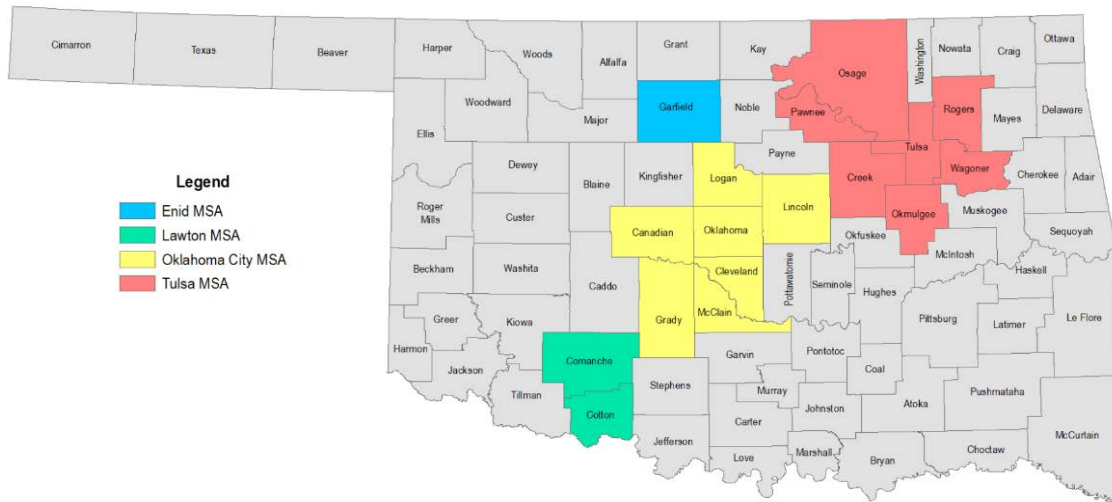 Cimarron
Texas
Beaver
Harper
Woods
Alfalfa
Grant
Kay
Osage
Washington
Nowata
Craig
Ottawa
Woodward
Ellis
Major
Garfield
Noble
Pawnee
Rogers
Mayes
Delaware
Dewey
Blaine
Kingfisher
Logan
Payne
Creek
Tulsa
Wagoner
Cherokee
Adair
Roger
Mills
Custer
Canadian
Oklahoma
Lincoln
Okmulgee
Okfuskee
Muskogee
Sequoyah
McIntosh
Haskell
Beckham
Washita
Caddo
Grady
Cleveland
McClain
Pottawatomie
Seminole
Hughes
Pittsburg
Latimer
Le Flore
Harmon
Greer
Kiowa
Jackson
Comanche
Tillman
Cotton
Stephens
Garvin
Murray
Pontotoc
Coal
Johnston
Atoka
Pushmataha
McCurtain
Jefferson
Carter
Love
Marshall
Bryan
Choctaw
Legend
Enid MSA
Lawton MSA
Oklahoma City MSA
Tulsa MSA